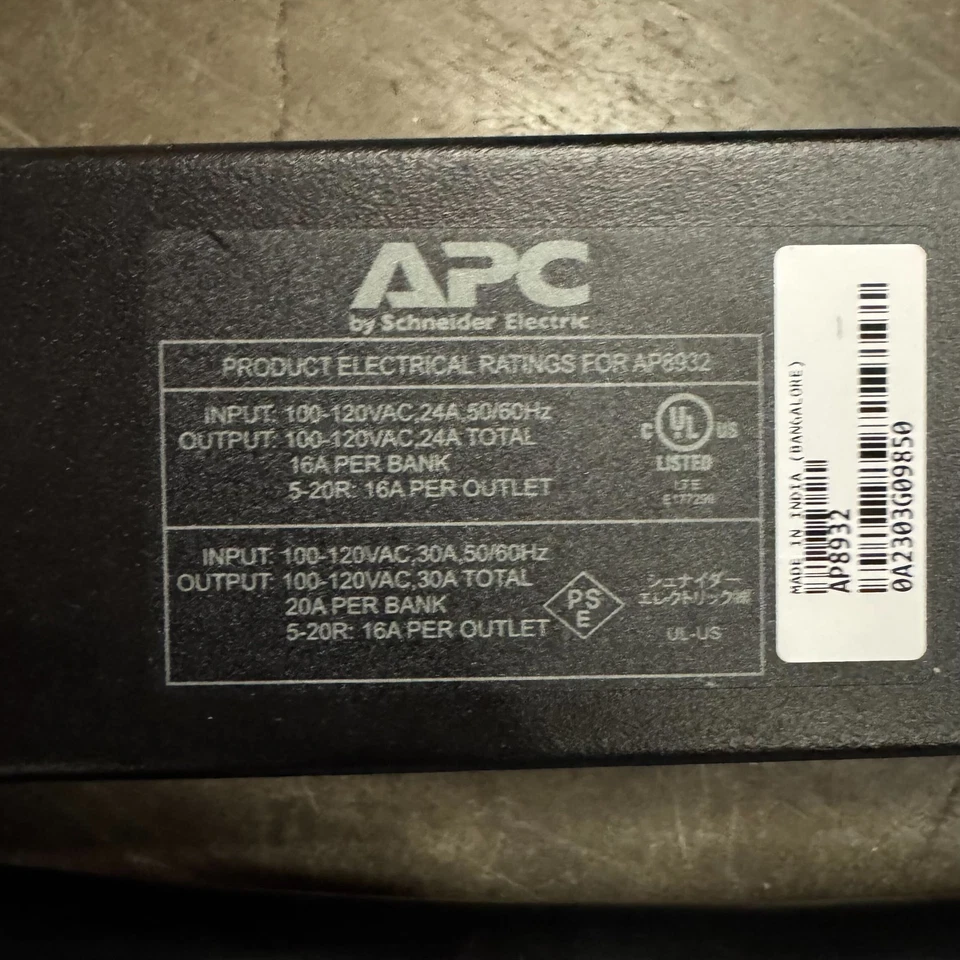 APC
by Schneider Electric
PRODUCT ELECTRICAL RATINGS FOR AP8932
INPUT: 100-120VAC,24A,50/60Hz
OUTPUT: 100-120VAC,24A TOTAL
16A PER BANK
5-20R: 16A PER OUTLET
C UL US
LISTED
I.T.E.
INPUT: 100-120VAC,30A,50/60Hz
OUTPUT: 100-120VAC,30A TOTAL
20A PER BANK
5-20R: 16A PER OUTLET
PS
E
シュナイダー
エレクトリック㈱
UL-US
MADE IN INDIA (BANGALORE)
AP8932
0A2303G09850